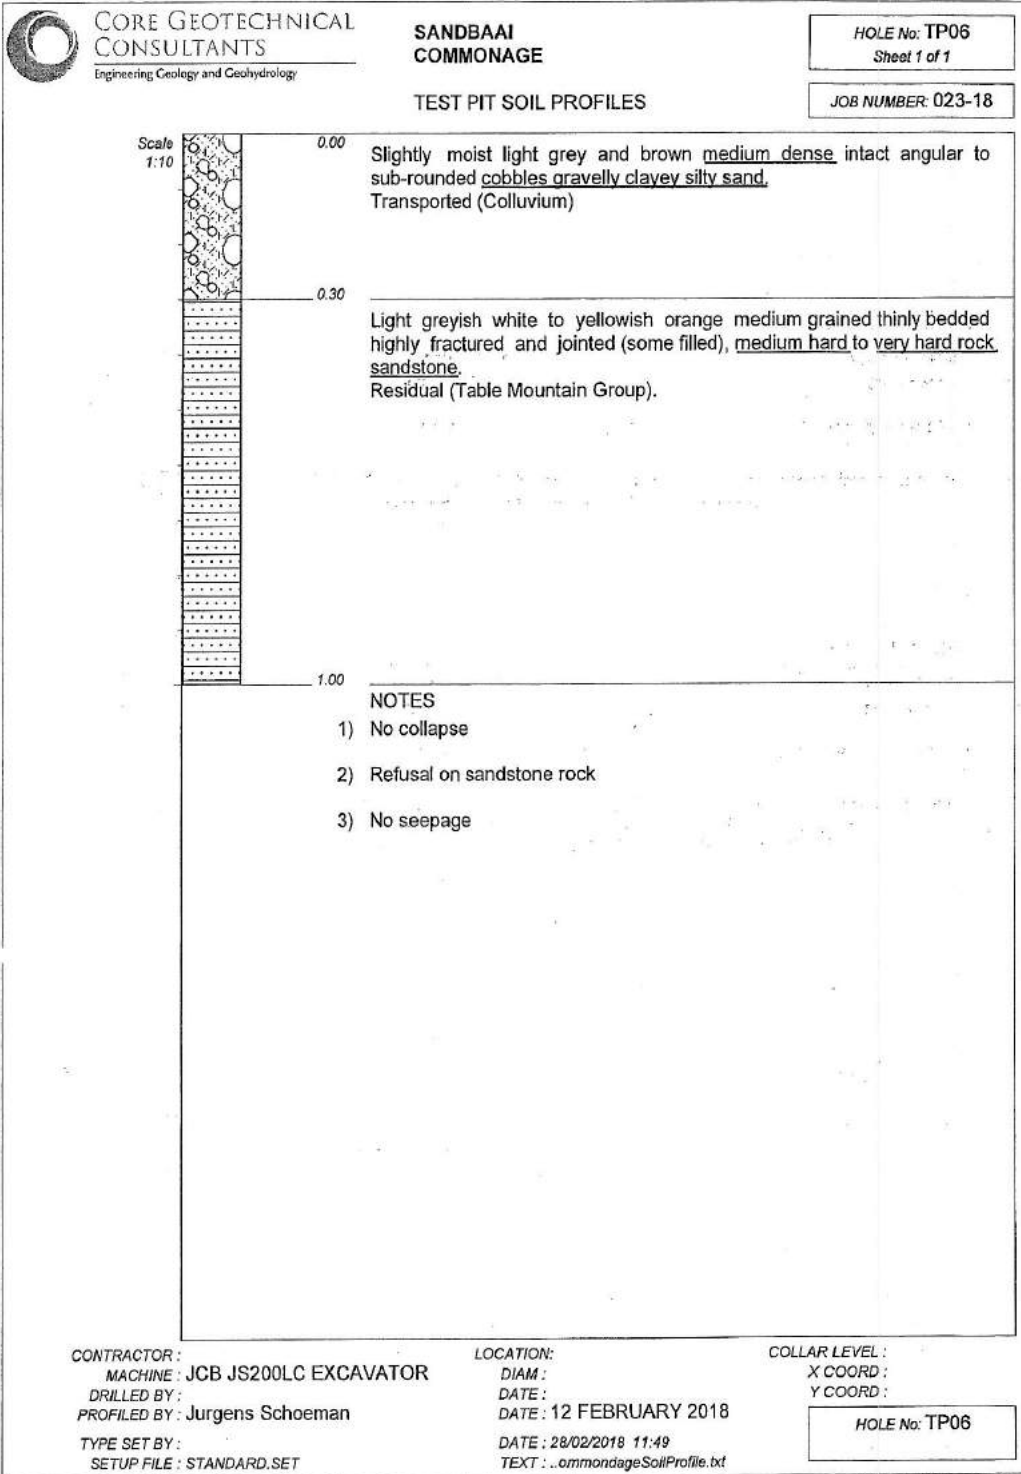 CORE GEOTECHNICAL
CONSULTANTS
Engineering Geology and Geohydrology
SANDBAAI
COMMONAGE
TEST PIT SOIL PROFILES
HOLE No: TP06
Sheet 1 of 1
JOB NUMBER: 023-18
Scale
1:10
0.00
Slightly moist light grey and brown medium dense intact angular to
sub-rounded cobbles gravelly clayey silty sand.
Transported (Colluvium)
0.30
Light greyish white to yellowish orange medium grained thinly bedded
highly fractured and jointed (some filled), medium hard to very hard rock
sandstone.
Residual (Table Mountain Group).
1.00
NOTES
1) No collapse
2) Refusal on sandstone rock
3) No seepage
CONTRACTOR :
MACHINE : JCB JS200LC EXCAVATOR
DRILLED BY :
PROFILED BY : Jurgens Schoeman
TYPE SET BY :
SETUP FILE : STANDARD.SET
LOCATION:
DIAM :
DATE :
DATE : 12 FEBRUARY 2018
DATE : 28/02/2018 11:49
TEXT : ..ommondageSoilProfile.txt
COLLAR LEVEL :
X COORD :
Y COORD :
HOLE No: TP06